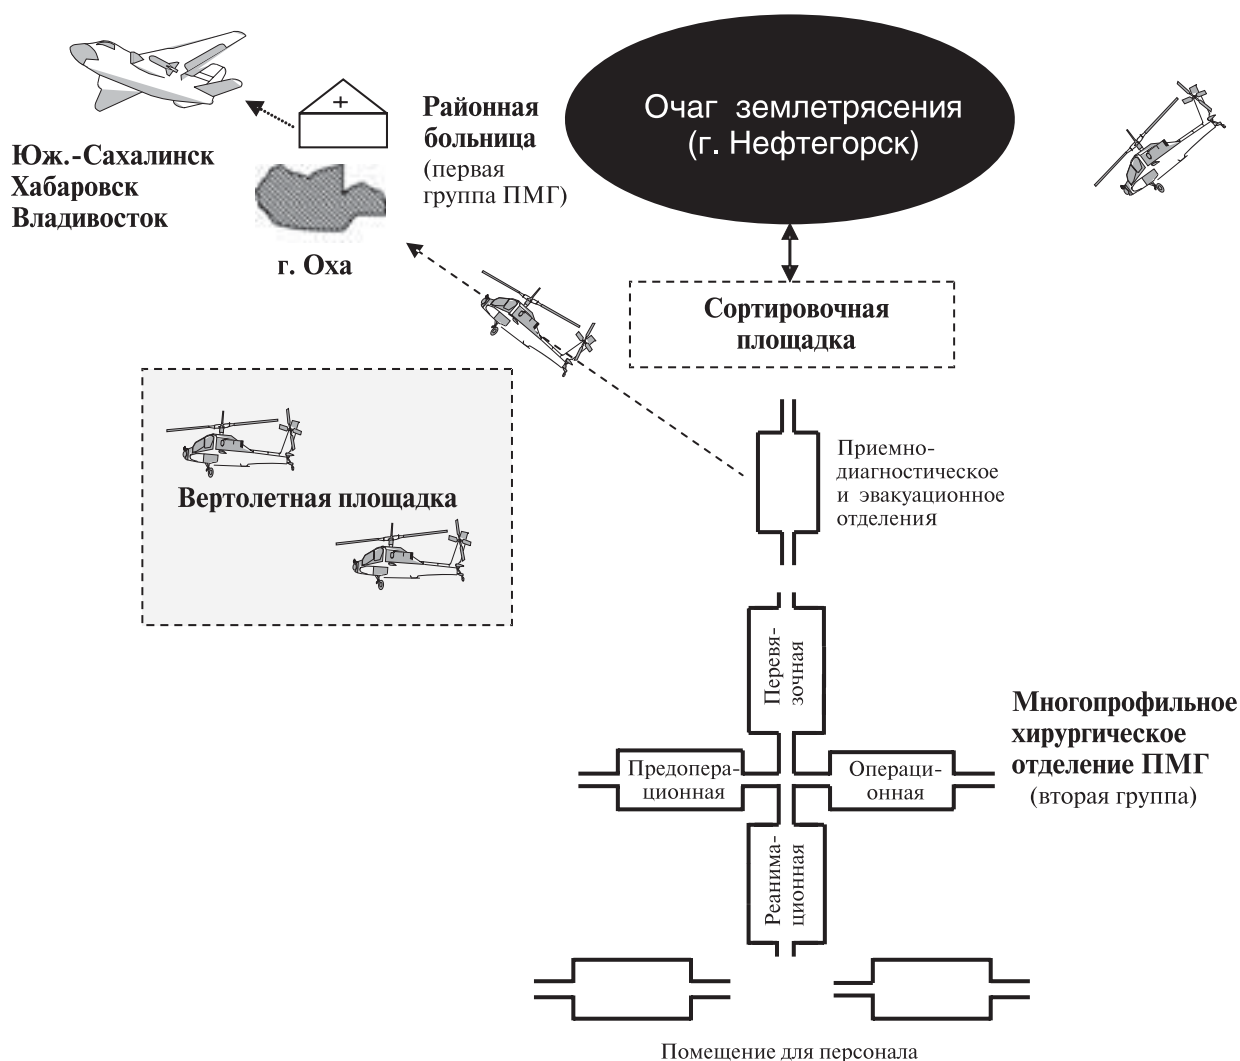 Очаг землетрясения
(г. Нефтегорск)
Районная
больница
(первая
группа ПМГ)
+
Юж.-Сахалинск
Хабаровск
Владивосток
г. Оха
Сортировочная
площадка
Вертолетная площадка
Приемно-
диагностическое
и эвакуационное
отделения
Перевя-
зочная
Предопера-
ционная
Операци-
онная
Реанима-
ционная
Многопрофильное
хирургическое
отделение ПМГ
(вторая группа)
Помещение для персонала